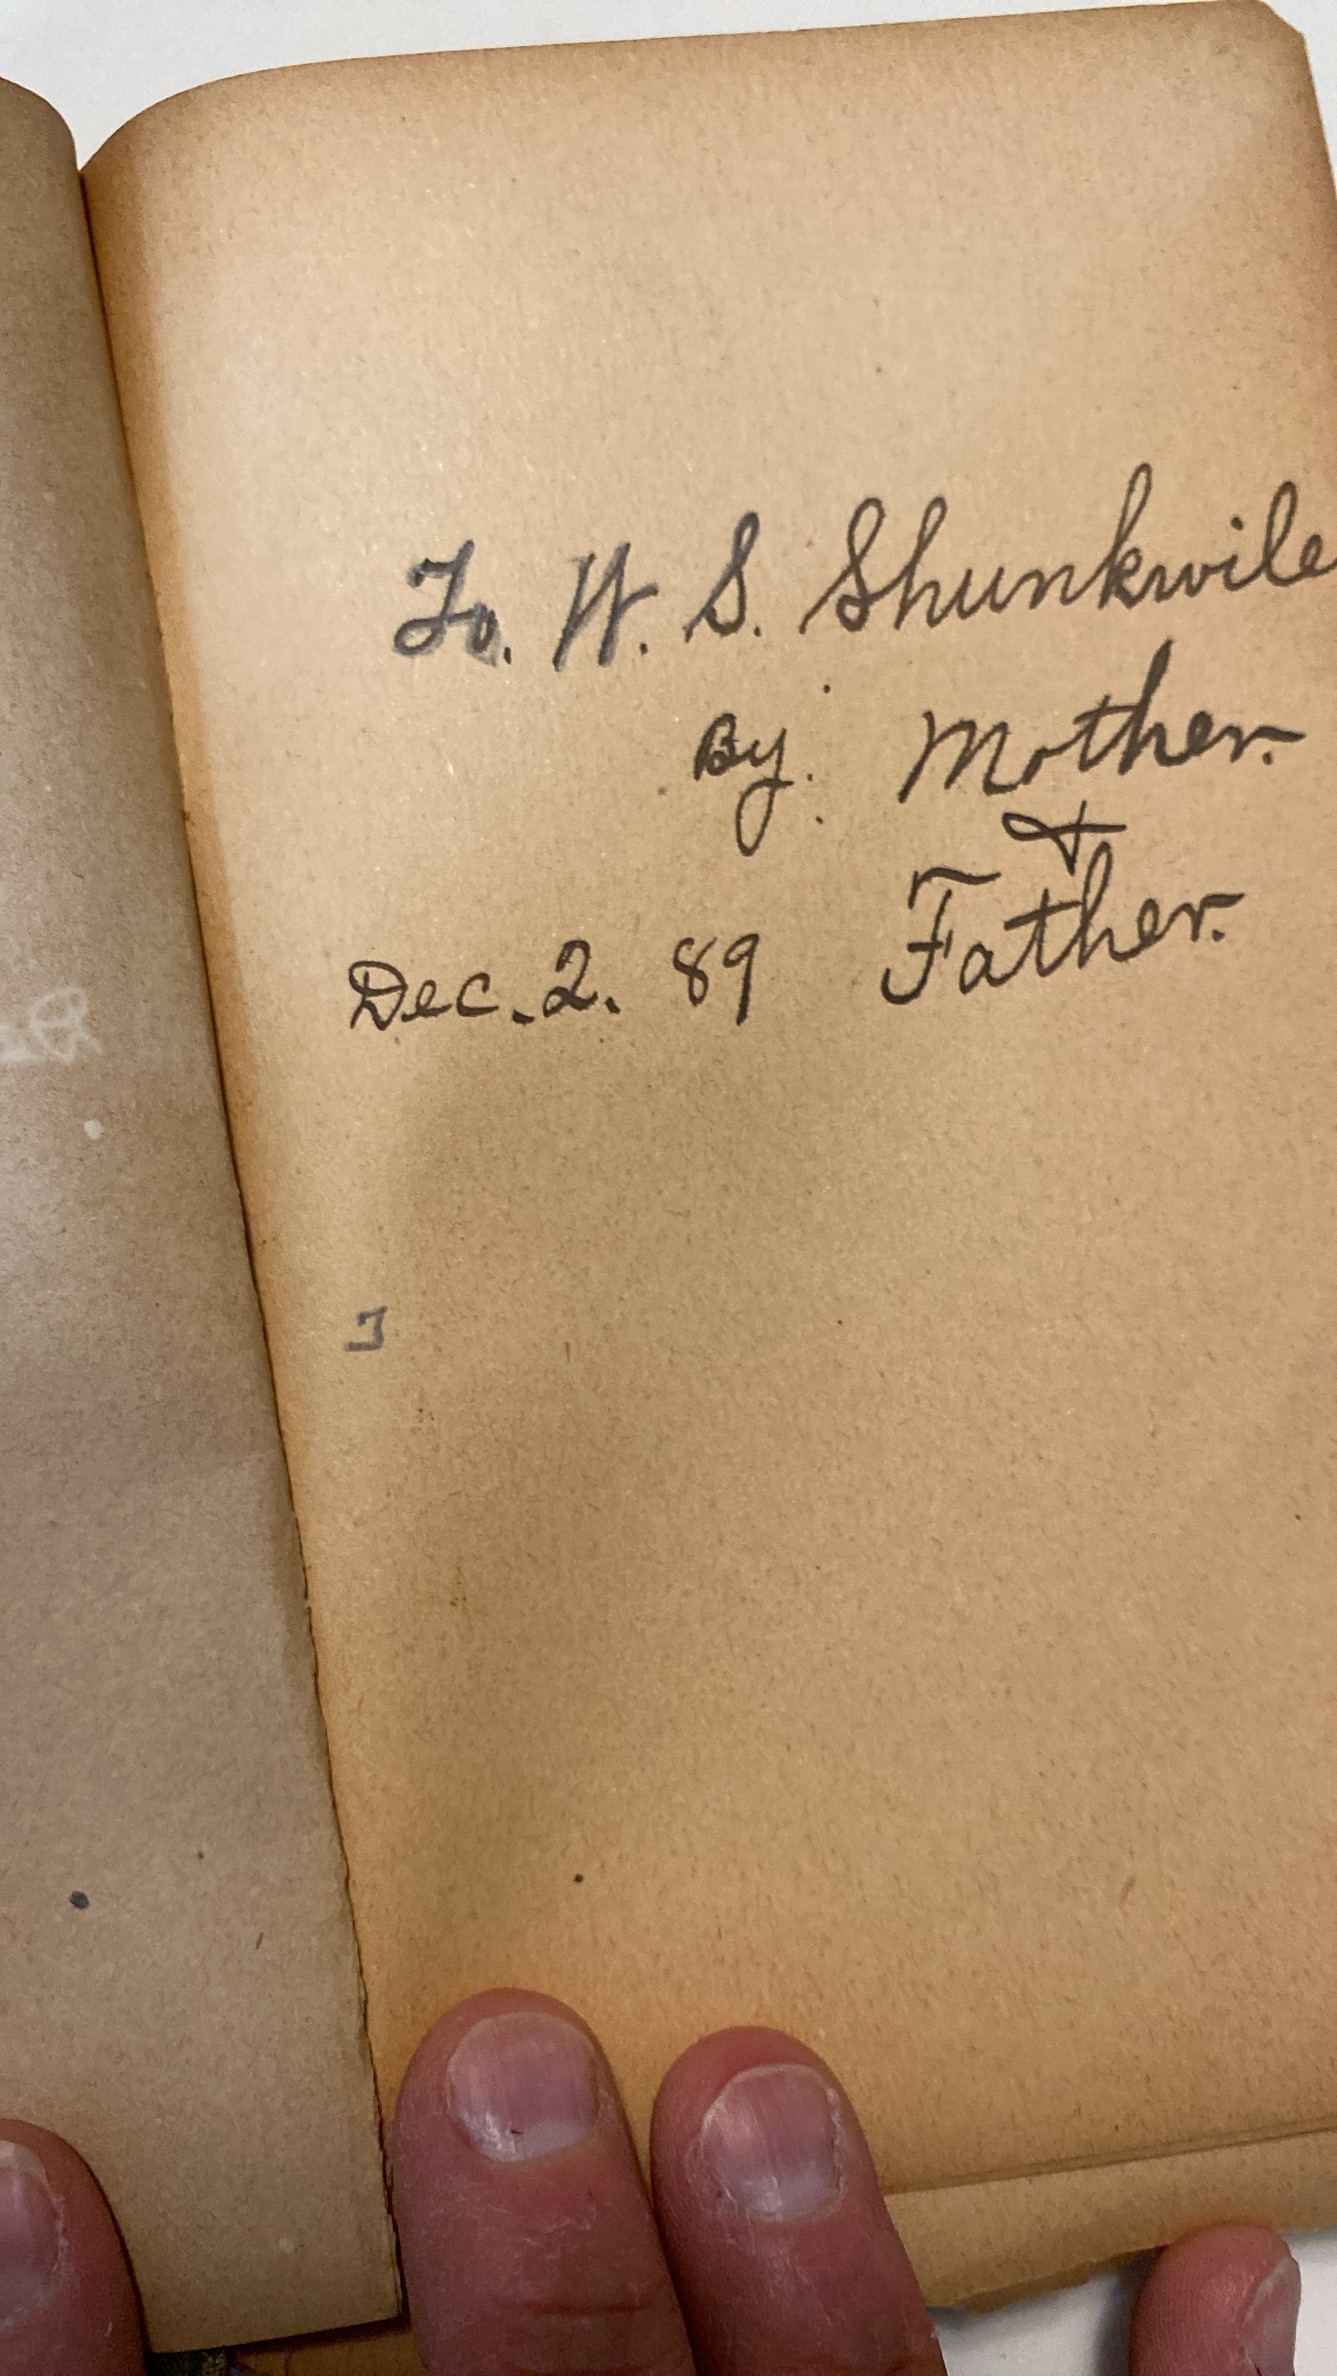 To. W. S. Shunkwile
By. Mother.
&
Father.
Dec. 2. 89